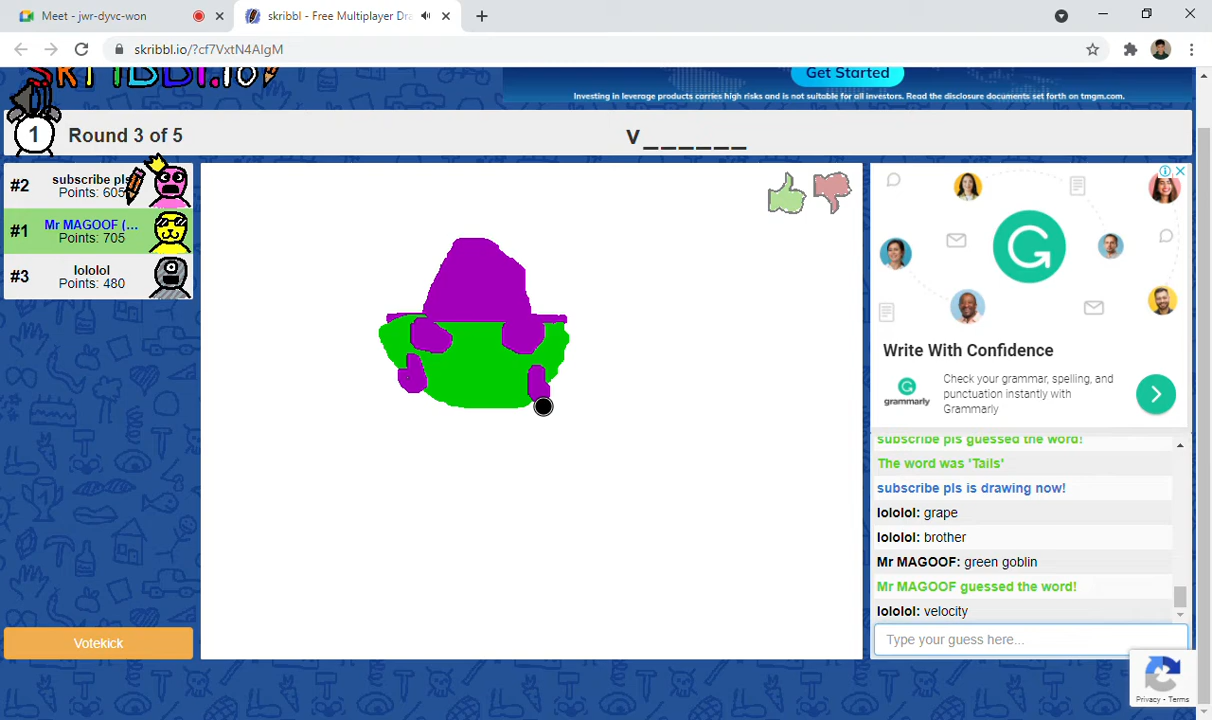 Meet - jwr-dyvc-won
skribbl - Free Multiplayer Dra
skribbl.io/?cf7VxtN4AIgM
SKRIBBL.iO
Get Started
Investing in leverage products carries high risks and is not suitable for all investors. Read the disclosure documents set forth on tmgm.com.
1
Round 3 of 5
V______
#2
subscribe pls
Points: 605
#1
Mr MAGOOF (...
Points: 705
#3
lololol
Points: 480
G
Write With Confidence
G
grammarly
Check your grammar, spelling, and
punctuation instantly with
Grammarly
subscribe pls guessed the word!
The word was 'Tails'
subscribe pls is drawing now!
lololol: grape
lololol: brother
Mr MAGOOF: green goblin
Mr MAGOOF guessed the word!
lololol: velocity
Type your guess here...
Votekick
Privacy - Terms